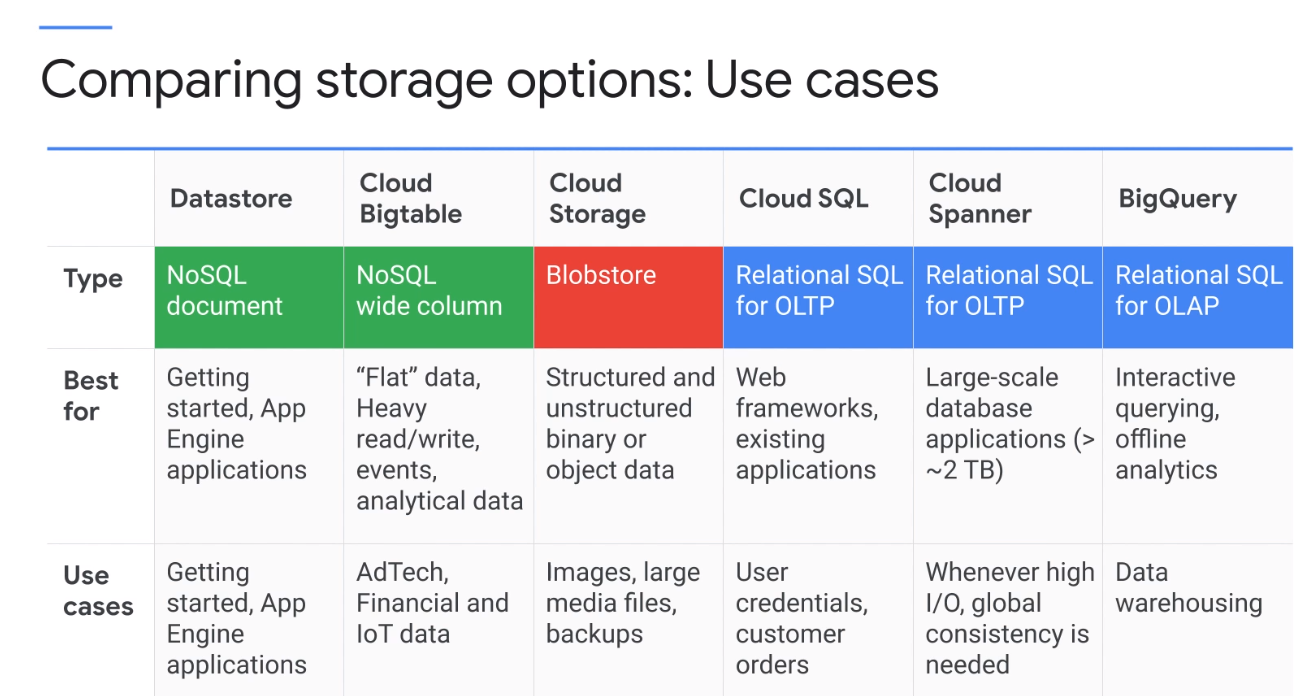 Comparing storage options: Use cases
Datastore
Cloud
Bigtable
Cloud
Storage
Cloud SQL
Cloud
Spanner
BigQuery
Type
NoSQL
document
NoSQL
wide column
Blobstore
Relational SQL
for OLTP
Relational SQL
for OLTP
Relational SQL
for OLAP
Best
for
Getting
started, App
Engine
applications
“Flat” data,
Heavy
read/write,
events,
analytical data
Structured and
unstructured
binary or
object data
Web
frameworks,
existing
applications
Large-scale
database
applications (>
~2 TB)
Interactive
querying,
offline
analytics
Use
cases
Getting
started, App
Engine
applications
AdTech,
Financial and
IoT data
Images, large
media files,
backups
User
credentials,
customer
orders
Whenever high
I/O, global
consistency is
needed
Data
warehousing